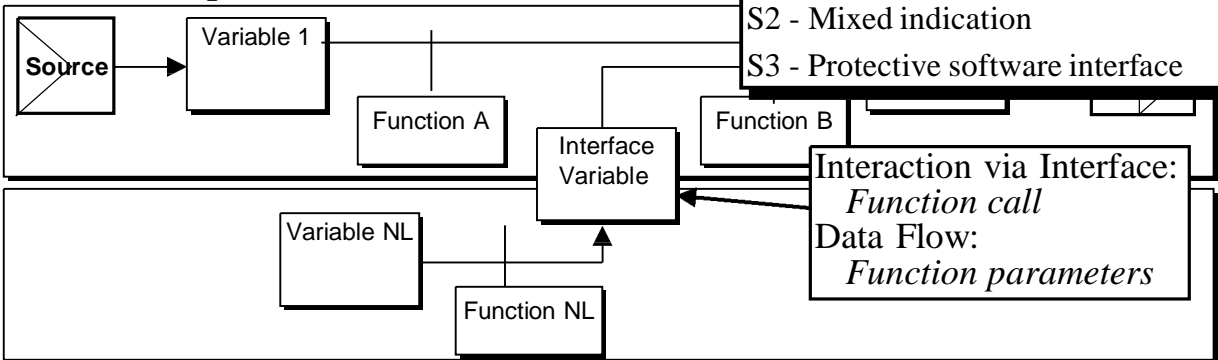 S2 - Mixed indication
S3 - Protective software interface
Source
Variable 1
Function A
Function B
Interface
Variable
Interaction via Interface:
Function call
Data Flow:
Function parameters
Variable NL
Function NL